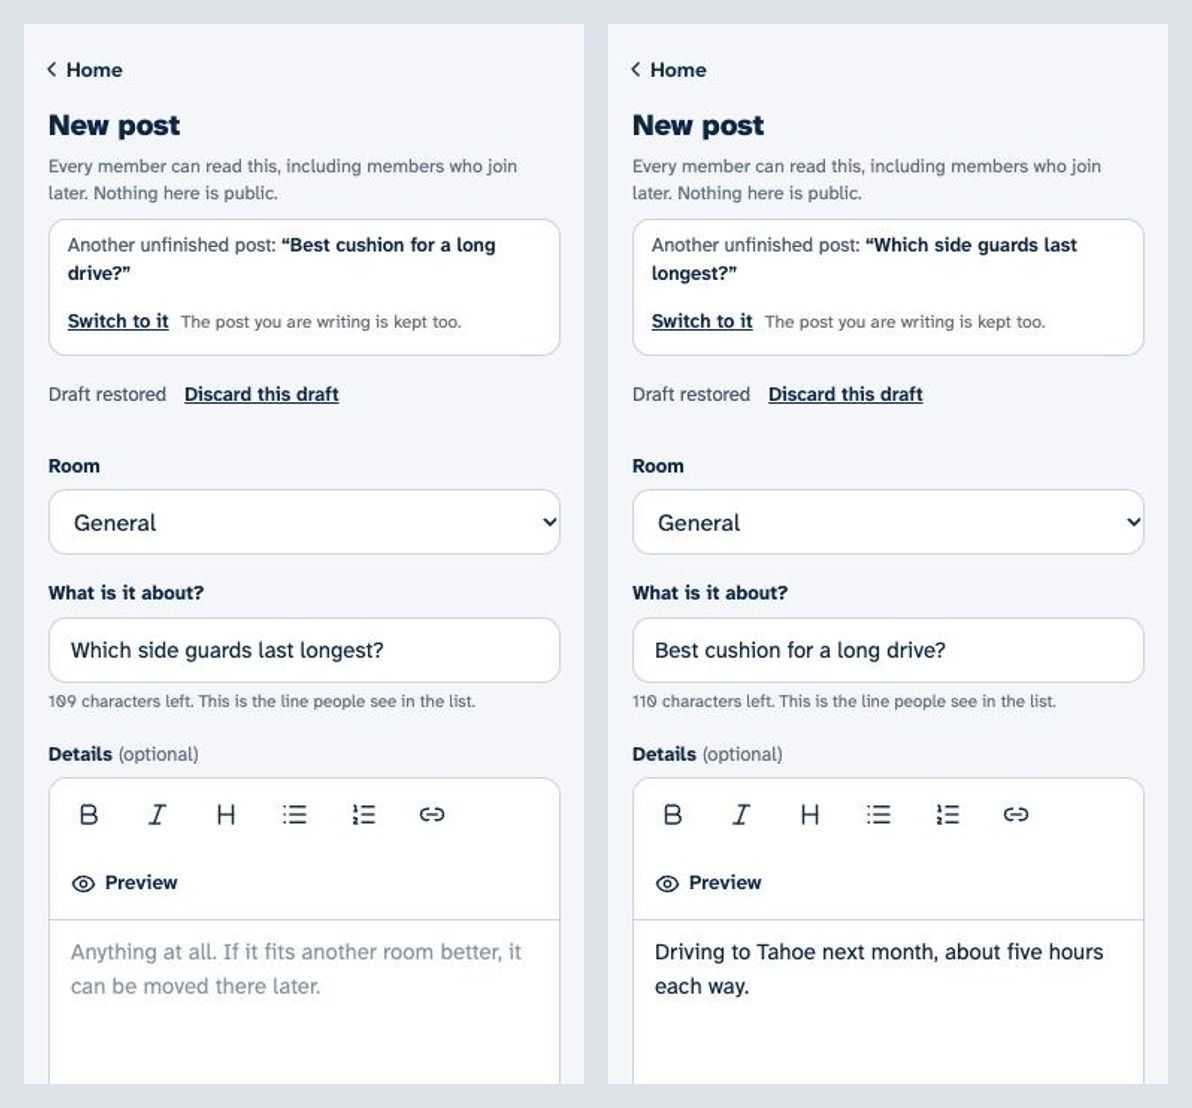 Home
New post
Every member can read this, including members who join
later. Nothing here is public.
Another unfinished post: “Best cushion for a long
drive?”
Switch to it The post you are writing is kept too.
Draft restored Discard this draft
Room
General
What is it about?
Which side guards last longest?
109 characters left. This is the line people see in the list.
Details (optional)
B I H
Preview
Anything at all. If it fits another room better, it
can be moved there later.
Home
New post
Every member can read this, including members who join
later. Nothing here is public.
Another unfinished post: “Which side guards last
longest?”
Switch to it The post you are writing is kept too.
Draft restored Discard this draft
Room
General
What is it about?
Best cushion for a long drive?
110 characters left. This is the line people see in the list.
Details (optional)
B I H
Preview
Driving to Tahoe next month, about five hours
each way.